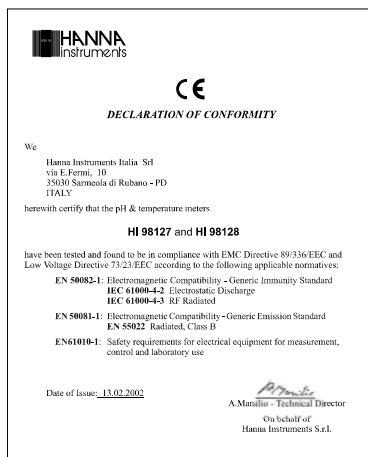 HANNA
instruments
CE
DECLARATION OF CONFORMITY
We
Hanna Instruments Italia Srl
via E.Fermi, 10
35030 Sarmeola di Rubano - PD
ITALY
herewith certify that the pH & temperature meters
HI 98127 and HI 98128
have been tested and found to be in compliance with EMC Directive 89/336/EEC and
Low Voltage Directive 73/23/EEC according to the following applicable normatives:
EN 50082-1: Electromagnetic Compatibility - Generic Immunity Standard
IEC 61000-4-2 Electrostatic Discharge
IEC 61000-4-3 RF Radiated
EN 50081-1: Electromagnetic Compatibility - Generic Emission Standard
EN 55022 Radiated, Class B
EN61010-1: Safety requirements for electrical equipment for measurement,
control and laboratory use
Date of Issue: 13.02.2002
A.Marsilio - Technical Director
On behalf of
Hanna Instruments S.r.l.